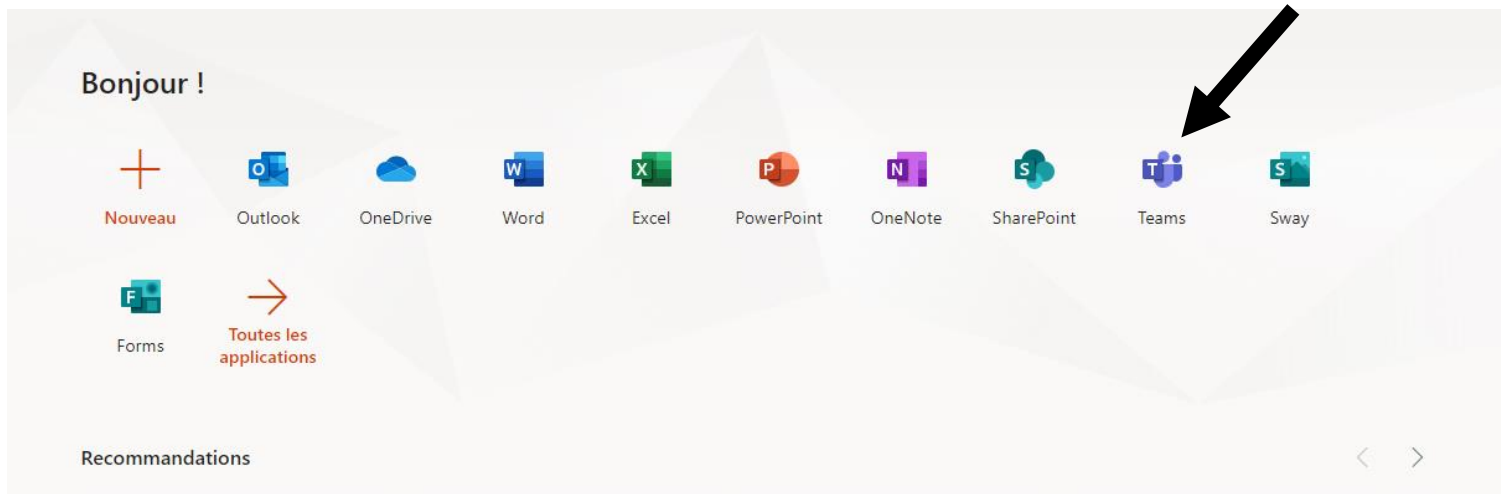 Bonjour !
Nouveau
Outlook
OneDrive
Word
Excel
PowerPoint
OneNote
SharePoint
Teams
Sway
Forms
Toutes les
applications
Recommandations